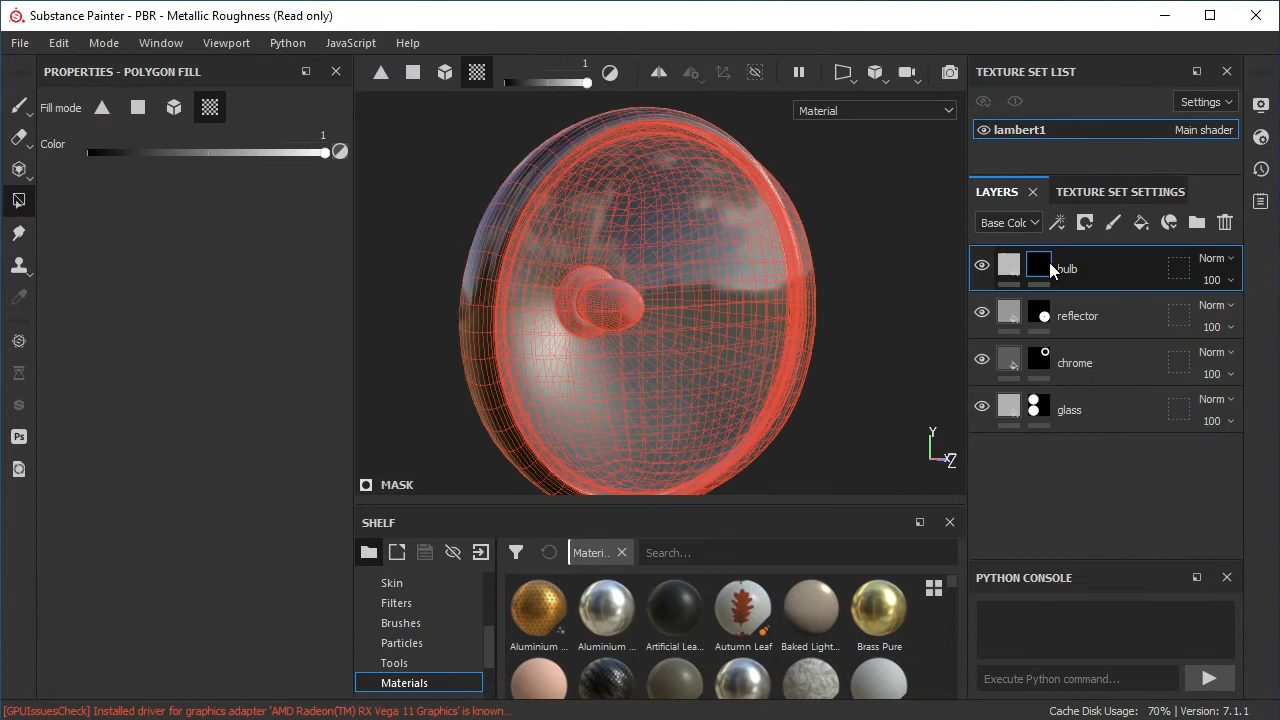 Substance Painter - PBR - Metallic Roughness (Read only)
File Edit Mode Window Viewport Python JavaScript Help
PROPERTIES - POLYGON FILL
Fill mode
Color
1
1
Material
Y
Z
MASK
TEXTURE SET LIST
Settings
lambert1 Main shader
LAYERS TEXTURE SET SETTINGS
Base Colc
bulb
Norm
100
reflector
Norm
100
chrome
Norm
100
glass
Norm
100
SHELF
Materi..
Search...
Skin
Filters
Brushes
Particles
Tools
Materials
Aluminium ... Aluminium ... Artificial Lea... Autumn Leaf Baked Light... Brass Pure
PYTHON CONSOLE
Execute Python command...
Ps
[GPUIssuesCheck] Installed driver for graphics adapter 'AMD Radeon(TM) RX Vega 11 Graphics' is known...
Cache Disk Usage: 70% | Version: 7.1.1